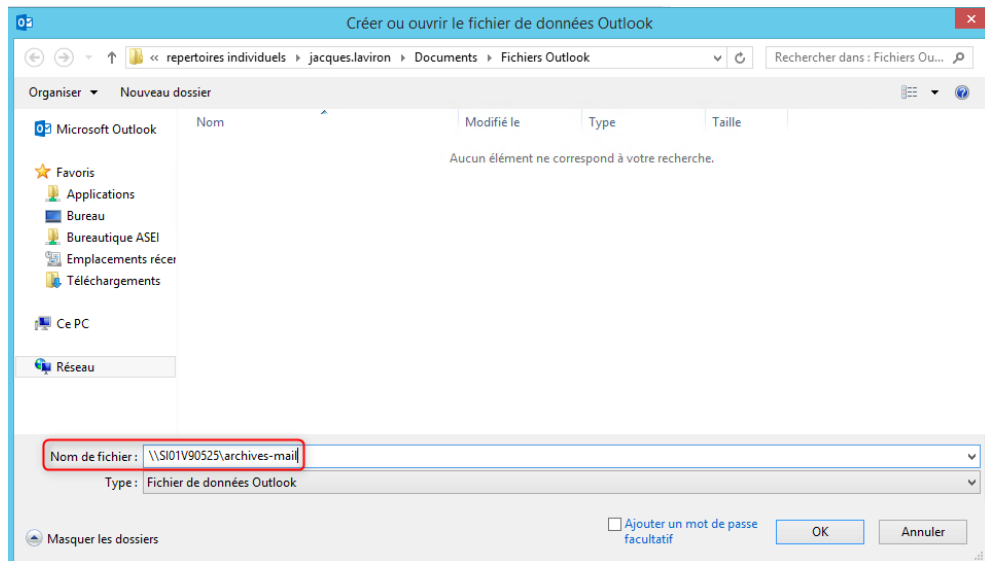 Créer ou ouvrir le fichier de données Outlook
« repertoires individuels ▸ jacques.laviron ▸ Documents ▸ Fichiers Outlook
Rechercher dans : Fichiers Ou...
Organiser ▾ Nouveau dossier
Microsoft Outlook
Favoris
Applications
Bureau
Bureautique ASEI
Emplacements récer
Téléchargements
Ce PC
Réseau
Nom Modifié le Type Taille
Aucun élément ne correspond à votre recherche.
Nom de fichier : \\SI01V90525\archives-mail
Type : Fichier de données Outlook
Masquer les dossiers
Ajouter un mot de passe
facultatif
OK Annuler